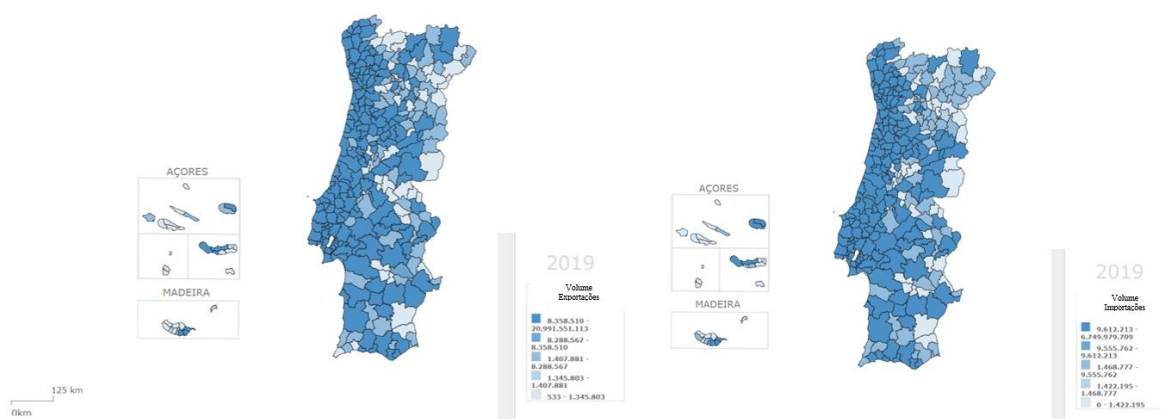 AÇORES
MADEIRA
125 km
0km
2019
Volume
Exportações
8.358.510 -
20.991.551.113
8.288.567 -
8.358.510
1.407.881 -
8.288.567
1.345.803 -
1.407.881
533 - 1.345.803
AÇORES
MADEIRA
2019
Volume
Importações
9.612.213 -
6.749.979.709
9.555.762 -
9.612.213
1.468.777 -
9.555.762
1.422.195 -
1.468.777
0 - 1.422.195